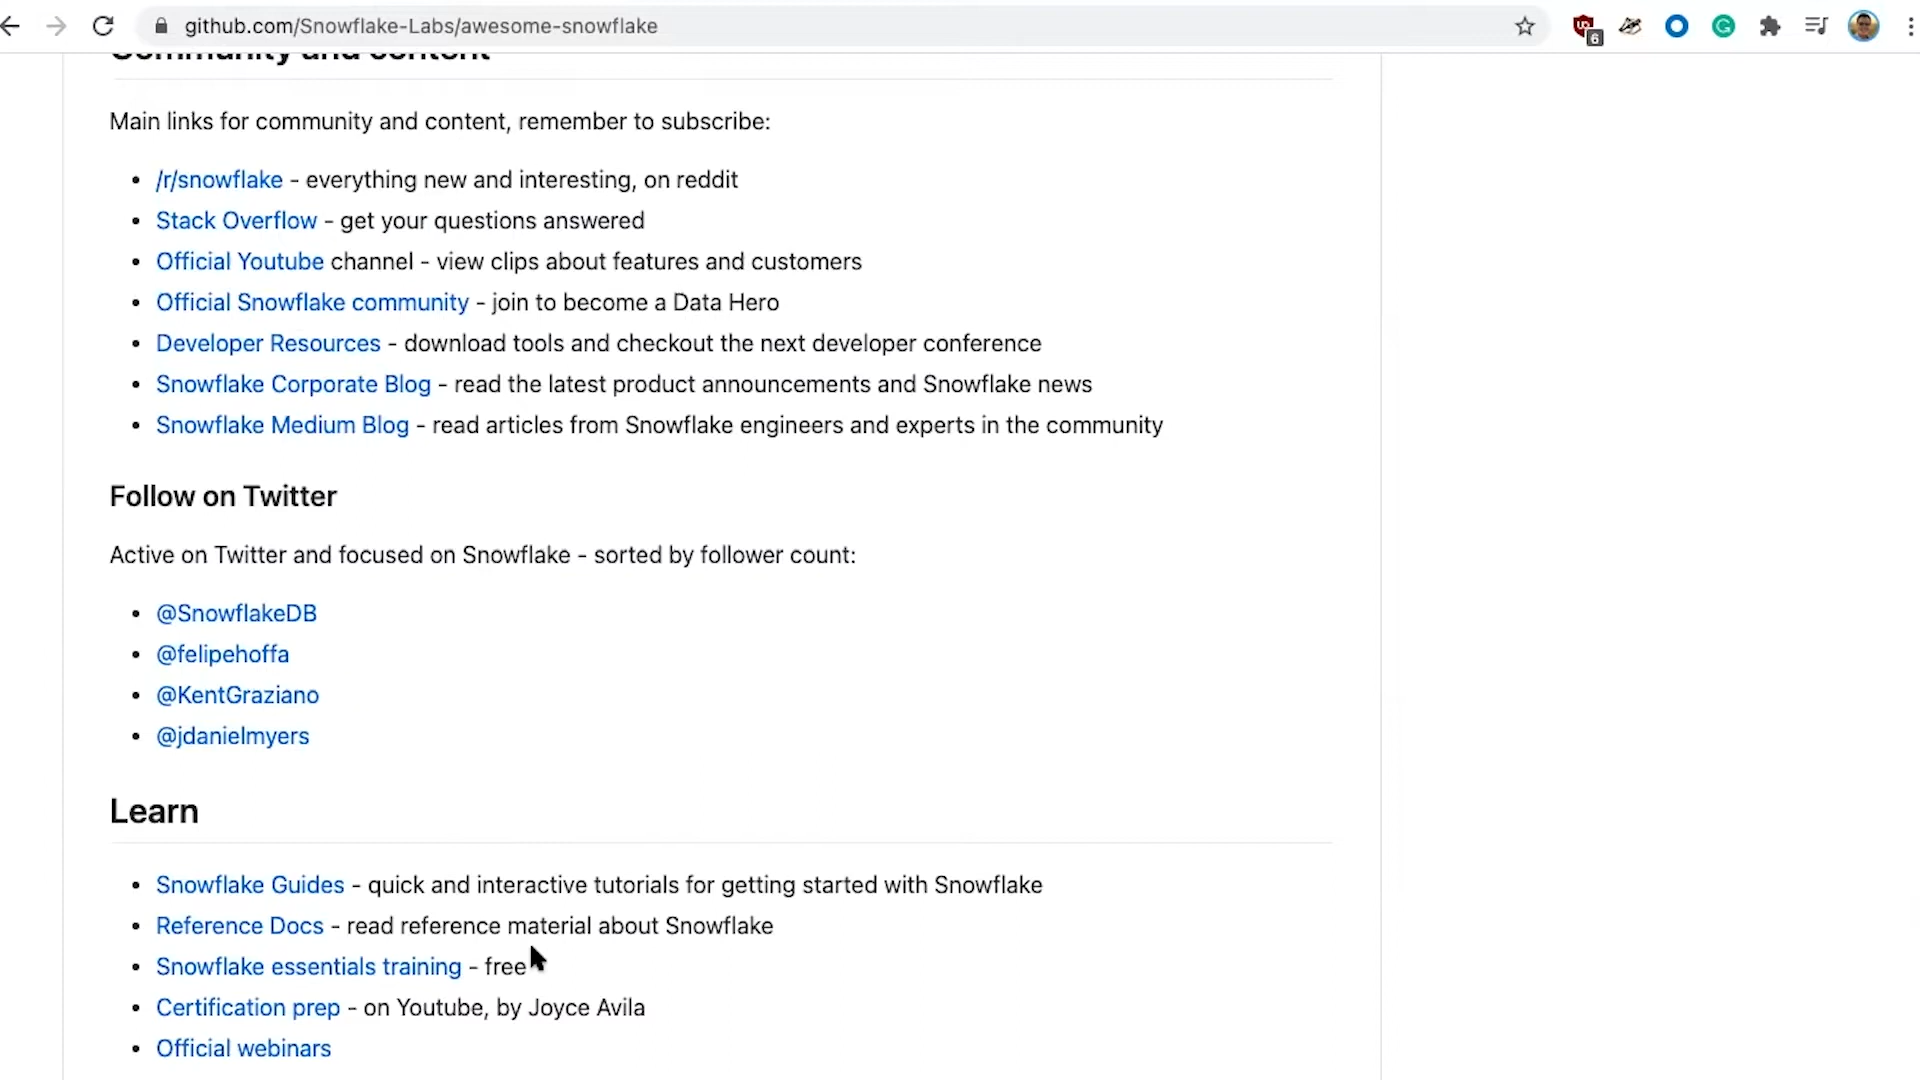 github.com/Snowflake-Labs/awesome-snowflake
6
Community and content
Main links for community and content, remember to subscribe:
• /r/snowflake - everything new and interesting, on reddit
• Stack Overflow - get your questions answered
• Official Youtube channel - view clips about features and customers
• Official Snowflake community - join to become a Data Hero
• Developer Resources - download tools and checkout the next developer conference
• Snowflake Corporate Blog - read the latest product announcements and Snowflake news
• Snowflake Medium Blog - read articles from Snowflake engineers and experts in the community
Follow on Twitter
Active on Twitter and focused on Snowflake - sorted by follower count:
• @SnowflakeDB
• @felipehoffa
• @KentGraziano
• @jdanielmyers
Learn
• Snowflake Guides - quick and interactive tutorials for getting started with Snowflake
• Reference Docs - read reference material about Snowflake
• Snowflake essentials training - free
• Certification prep - on Youtube, by Joyce Avila
• Official webinars